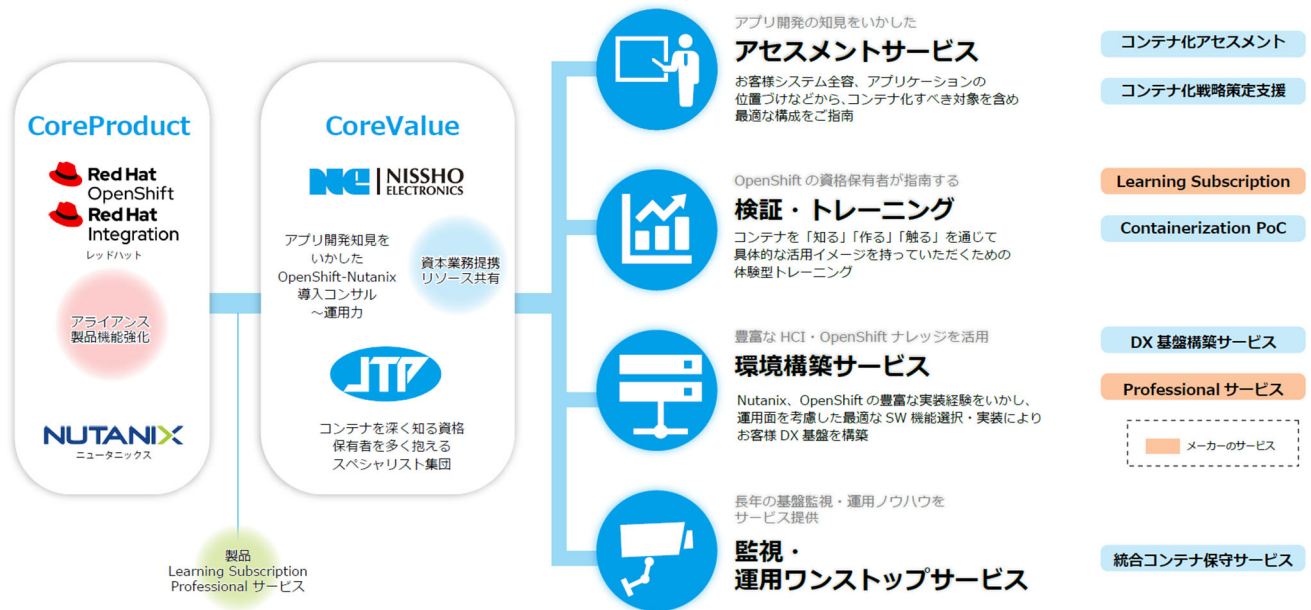 CoreProduct
Red Hat
OpenShift
Red Hat
Integration
レッドハット
アライアンス
製品機能強化
NUTANIX
ニュータニックス
製品
Learning Subscription
Professional サービス
CoreValue
NISSHO
ELECTRONICS
アプリ開発知見を
いかした
OpenShift-Nutanix
導入コンサル
～運用力
資本業務提携
リソース共有
JTP
コンテナを深く知る資格
保有者を多く抱える
スペシャリスト集団
アプリ開発の知見をいかした
アセスメントサービス
お客様システム全容、アプリケーションの
位置づけなどから、コンテナ化すべき対象を含め
最適な構成をご指南
コンテナ化アセスメント
コンテナ化戦略策定支援
OpenShift の資格保有者が指南する
検証・トレーニング
コンテナを「知る」「作る」「触る」を通じて
具体的な活用イメージを持っていただくための
体験型トレーニング
Learning Subscription
Containerization PoC
豊富な HCI・OpenShift ナレッジを活用
環境構築サービス
Nutanix、OpenShift の豊富な実装経験をいかし、
運用面を考慮した最適な SW 機能選択・実装により
お客様 DX 基盤を構築
DX 基盤構築サービス
Professional サービス
メーカーのサービス
長年の基盤監視・運用ノウハウを
サービス提供
監視・
運用ワンストップサービス
統合コンテナ保守サービス